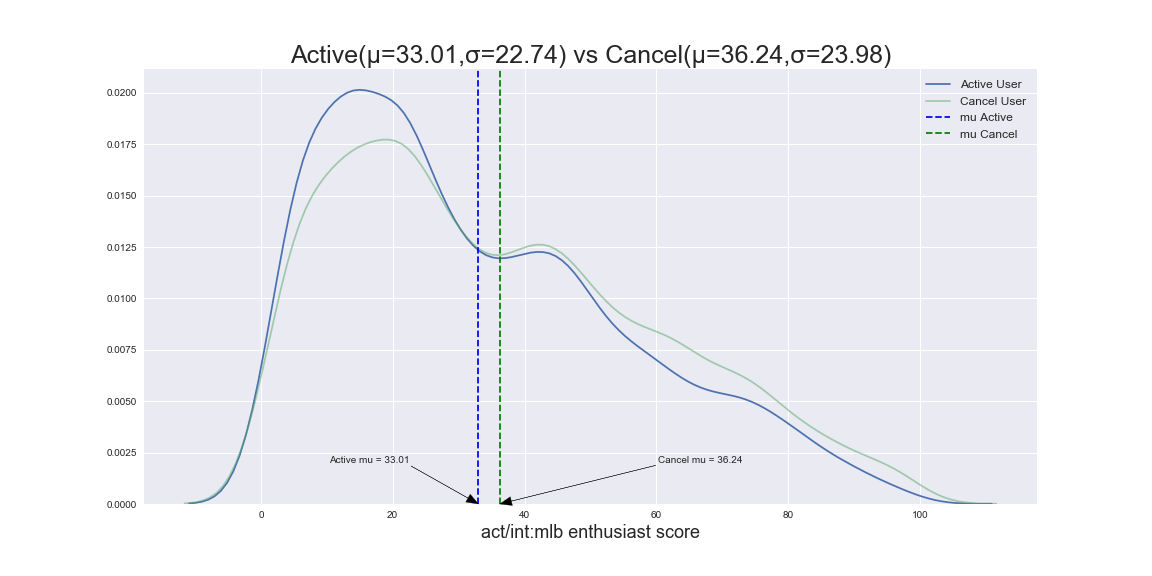 Active(μ=33.01,σ=22.74) vs Cancel(μ=36.24,σ=23.98)
Active User
Cancel User
mu Active
mu Cancel
0.0200
0.0175
0.0150
0.0125
0.0100
0.0075
0.0050
0.0025
0.0000
Active mu = 33.01
Cancel mu = 36.24
0 20 40 60 80 100
act/int:mlb enthusiast score